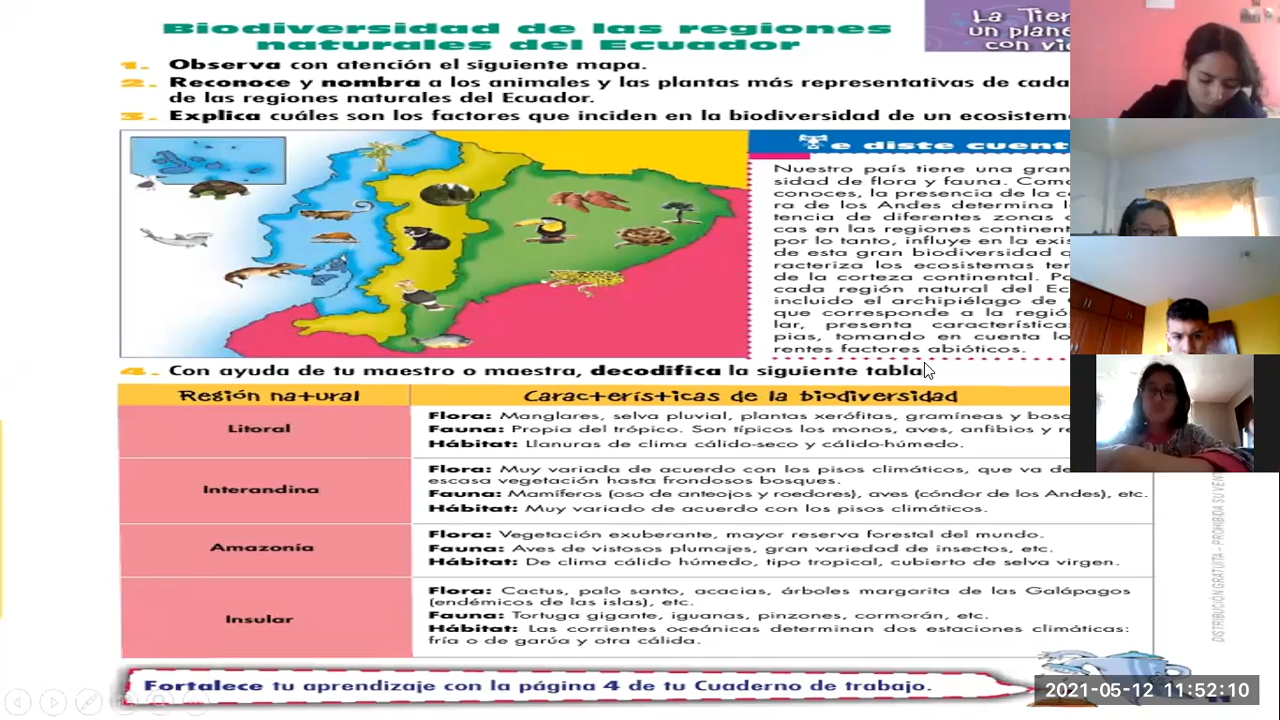 Biodiversidad de las regiones
naturales del Ecuador
La Tier
un plane
con vi
1. Observa con atención el siguiente mapa.
2. Reconoce y nombra a los animales y las plantas más representativas de cada
de las regiones naturales del Ecuador.
3. Explica cuáles son los factores que inciden en la biodiversidad de un ecosistem
Te diste cuent
Nuestro país tiene una gran
sidad de flora y fauna. Com
conoces, la presencia de la c
ra de los Andes determina l
tencia de diferentes zonas
cas en las regiones continent
por lo tanto, influye en la exis
de esta gran biodiversidad
racteriza los ecosistemas ter
de la corteza continental. P
cada región natural del Ec
incluido el archipiélago de
que corresponde a la regió
lar, presenta característica
pias, tomando en cuenta lo
rentes factores abióticos.
4. Con ayuda de tu maestro o maestra, decodifica la siguiente tabla
Región natural
Características de la biodiversidad
Litoral
Flora: Manglares, selva pluvial, plantas xerófitas, gramíneas y bosq
Fauna: Propia del trópico. Son típicos los monos, aves, anfibios y re
Hábitat: Llanuras de clima cálido-seco y cálido-húmedo.
Interandina
Flora: Muy variada de acuerdo con los pisos climáticos, que va de
escasa vegetación hasta frondosos bosques.
Fauna: Mamíferos (oso de anteojos y roedores), aves (cóndor de los Andes), etc.
Hábitat: Muy variado de acuerdo con los pisos climáticos.
Amazonía
Flora: Vegetación exuberante, mayor reserva forestal del mundo.
Fauna: Aves de vistosos plumajes, gran variedad de insectos, etc.
Hábitat: De clima cálido húmedo, tipo tropical, cubierto de selva virgen.
Insular
Flora: Cactus, palo santo, acacias, árboles margarita de las Galápagos
(endémicos de las islas), etc.
Fauna: Tortuga gigante, iguanas, pinzones, cormorán, etc.
Hábitat: Las corrientes oceánicas determinan dos estaciones climáticas:
fría o de garúa y otra cálida.
DISTRIBUCIÓN GRATUITA - PROHIBIDA SU VENT
Fortalece tu aprendizaje con la página 4 de tu Cuaderno de trabajo.
2021-05-12 11:52:10